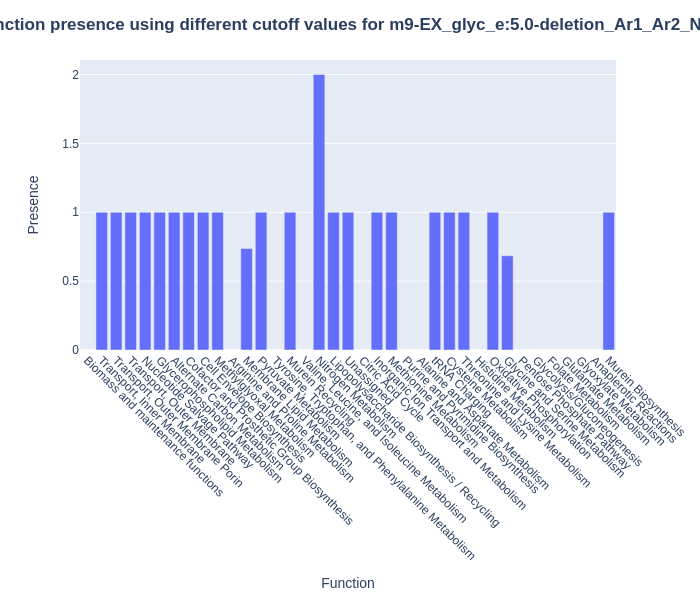 nction presence using different cutoff values for m9-EX_glyc_e:5.0-deletion_Ar1_Ar2_N
Presence
2
1.5
1
0.5
0
Biomass and maintenance functions
Transport, Inner Membrane
Transport, Outer Membrane
Transport, Outer Membrane Porin
Nucleotide Salvage Pathway
Glycerophospholipid Metabolism
Alternate Carbon Metabolism
Cofactor and Prosthetic Group Biosynthesis
Cell Envelope Biosynthesis
Methylglyoxal Metabolism
Arginine and Proline Metabolism
Membrane Lipid Metabolism
Pyruvate Metabolism
Tyrosine, Tryptophan, and Phenylalanine Metabolism
Murein Recycling
Valine, Leucine, and Isoleucine Metabolism
Nitrogen Metabolism
Lipopolysaccharide Biosynthesis / Recycling
Unassigned
Citric Acid Cycle
Inorganic Ion Transport and Metabolism
Methionine Metabolism
Purine and Pyrimidine Biosynthesis
Alanine and Aspartate Metabolism
tRNA Charging
Cysteine Metabolism
Threonine and Lysine Metabolism
Histidine Metabolism
Oxidative Phosphorylation
Glycine and Serine Metabolism
Pentose Phosphate Pathway
Glycolysis/Gluconeogenesis
Folate Metabolism
Glutamate Metabolism
Glyoxylate Metabolism
Anaplerotic Reactions
Murein Biosynthesis
Function